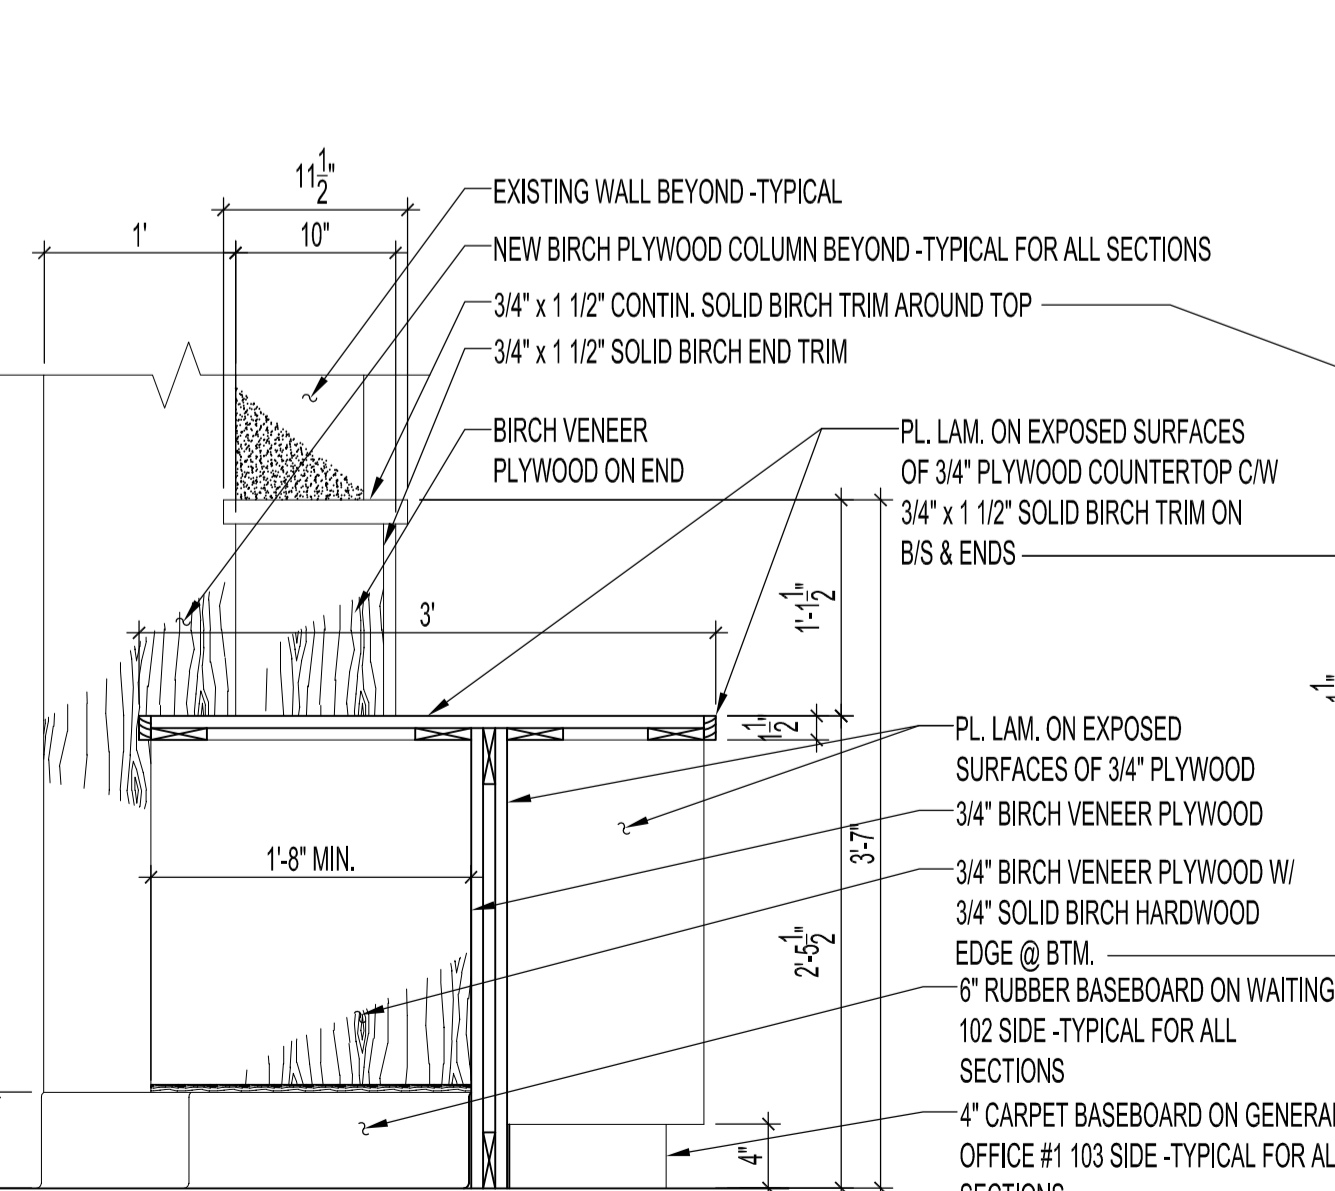 11 1/2"
1'
10"
EXISTING WALL BEYOND -TYPICAL
NEW BIRCH PLYWOOD COLUMN BEYOND -TYPICAL FOR ALL SECTIONS
3/4" x 1 1/2" CONTIN. SOLID BIRCH TRIM AROUND TOP
3/4" x 1 1/2" SOLID BIRCH END TRIM
BIRCH VENEER
PLYWOOD ON END
PL. LAM. ON EXPOSED SURFACES
OF 3/4" PLYWOOD COUNTERTOP C/W
3/4" x 1 1/2" SOLID BIRCH TRIM ON
B/S & ENDS
3'
1'-1 1/2"
1 1/2"
PL. LAM. ON EXPOSED
SURFACES OF 3/4" PLYWOOD
3/4" BIRCH VENEER PLYWOOD
3'-7"
1'-8" MIN.
3/4" BIRCH VENEER PLYWOOD W/
3/4" SOLID BIRCH HARDWOOD
EDGE @ BTM.
2'-5 1/2"
6" RUBBER BASEBOARD ON WAITING
102 SIDE -TYPICAL FOR ALL
SECTIONS
4" CARPET BASEBOARD ON GENERAL
OFFICE #1 103 SIDE -TYPICAL FOR AL
SECTIONS
4"